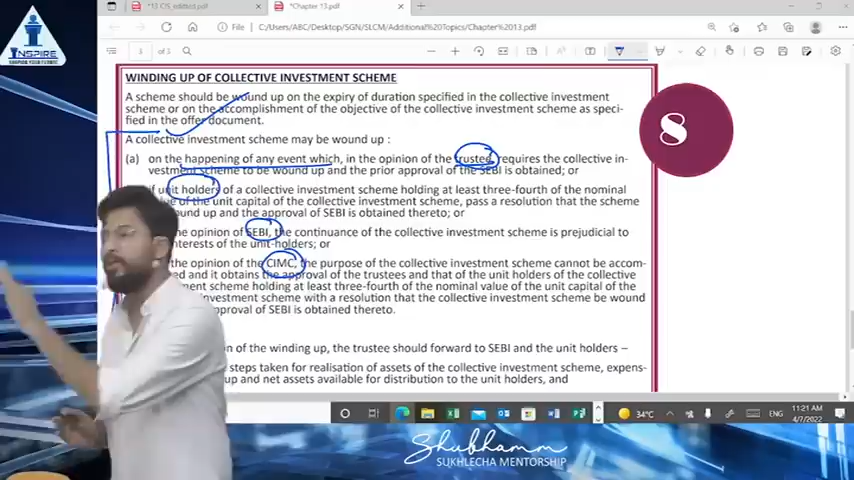 *13 CIS_editted.pdf
*Chapter 13.pdf
C:/Users/ABC/Desktop/SGN/SLCM/Additional%20Topics/Chapter%2013.pdf
of 3
INSPIRE
WINDING UP OF COLLECTIVE INVESTMENT SCHEME
A scheme should be wound up on the expiry of duration specified in the collective investment
scheme or on the accomplishment of the objective of the collective investment scheme as speci-
fied in the offer document.
A collective investment scheme may be wound up :
(a) on the happening of any event which, in the opinion of the trustee, requires the collective in-
vestment scheme to be wound up and the prior approval of the SEBI is obtained; or
if unit holders of a collective investment scheme holding at least three-fourth of the nominal
of the unit capital of the collective investment scheme, pass a resolution that the scheme
ound up and the approval of SEBI is obtained thereto; or
the opinion of SEBI, the continuance of the collective investment scheme is prejudicial to
nterests of the unit-holders; or
the opinion of the CIMC, the purpose of the collective investment scheme cannot be accom-
ed and it obtains the approval of the trustees and that of the unit holders of the collective
estment scheme holding at least three-fourth of the nominal value of the unit capital of the
nvestment scheme with a resolution that the collective investment scheme be wound
pproval of SEBI is obtained thereto.
on of the winding up, the trustee should forward to SEBI and the unit holders –
steps taken for realisation of assets of the collective investment scheme, expens-
up and net assets available for distribution to the unit holders, and
8
34°C
ENG
11:21 AM
4/7/2022
Shubhamm
SUKHLECHA MENTORSHIP